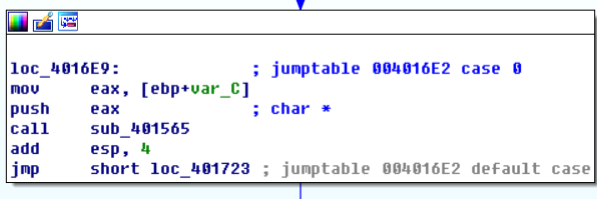 loc_4016E9: ; jumptable 004016E2 case 0
mov eax, [ebp+var_C]
push eax ; char *
call sub_401565
add esp, 4
jmp short loc_401723 ; jumptable 004016E2 default case